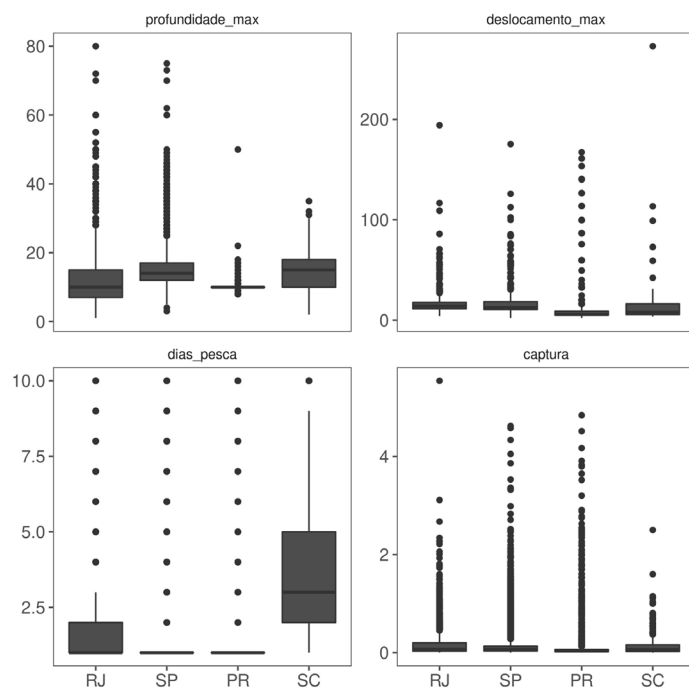 profundidade_max
deslocamento_max
80
60
40
20
0
200
100
0
dias_pesca
captura
10.0
7.5
5.0
2.5
4
2
0
RJ SP PR SC
RJ SP PR SC